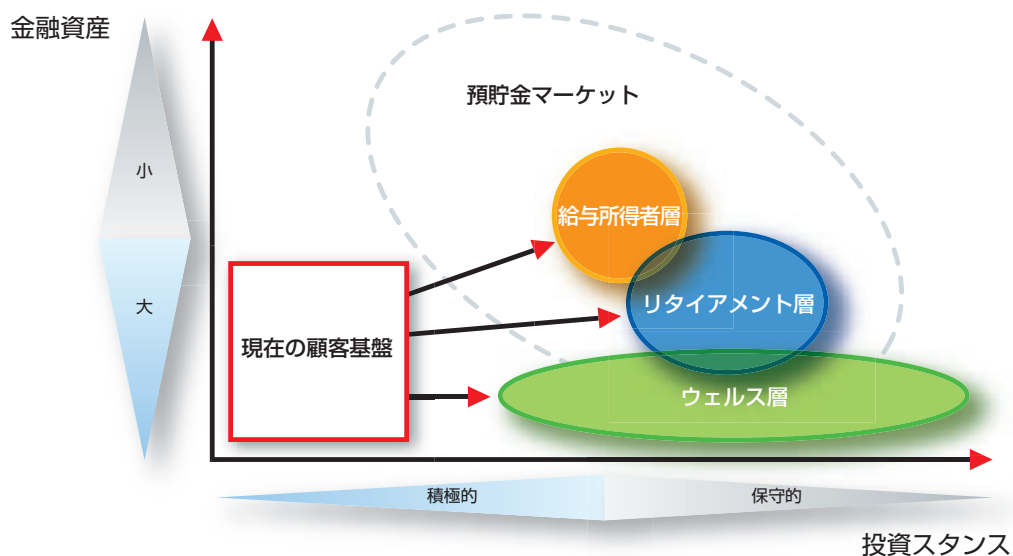 金融資産
預貯金マーケット
小
給与所得者層
大
リタイアメント層
現在の顧客基盤
ウェルス層
積極的
保守的
投資スタンス